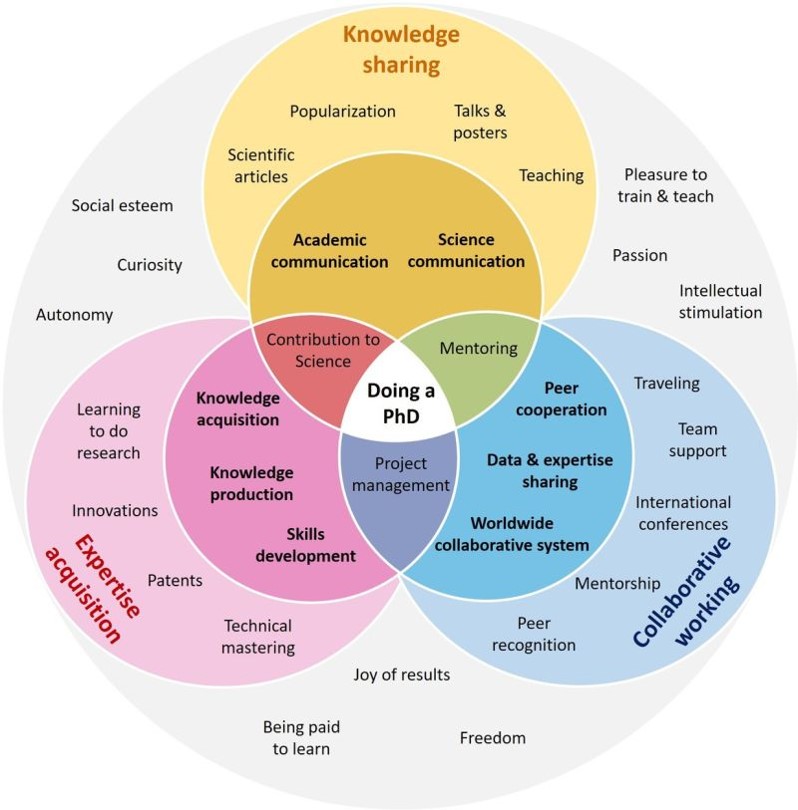 Knowledge
sharing
Popularization
Talks &
posters
Scientific
articles
Teaching
Pleasure to
train & teach
Social esteem
Academic
communication
Science
communication
Passion
Curiosity
Intellectual
stimulation
Autonomy
Contribution to
Science
Mentoring
Doing a
PhD
Knowledge
acquisition
Peer
cooperation
Traveling
Learning
to do
research
Team
support
Knowledge
production
Project
management
Data & expertise
sharing
Innovations
International
conferences
Skills
development
Worldwide
collaborative system
Expertise
acquisition
Patents
Mentorship
Collaborative
working
Technical
mastering
Peer
recognition
Joy of results
Being paid
to learn
Freedom